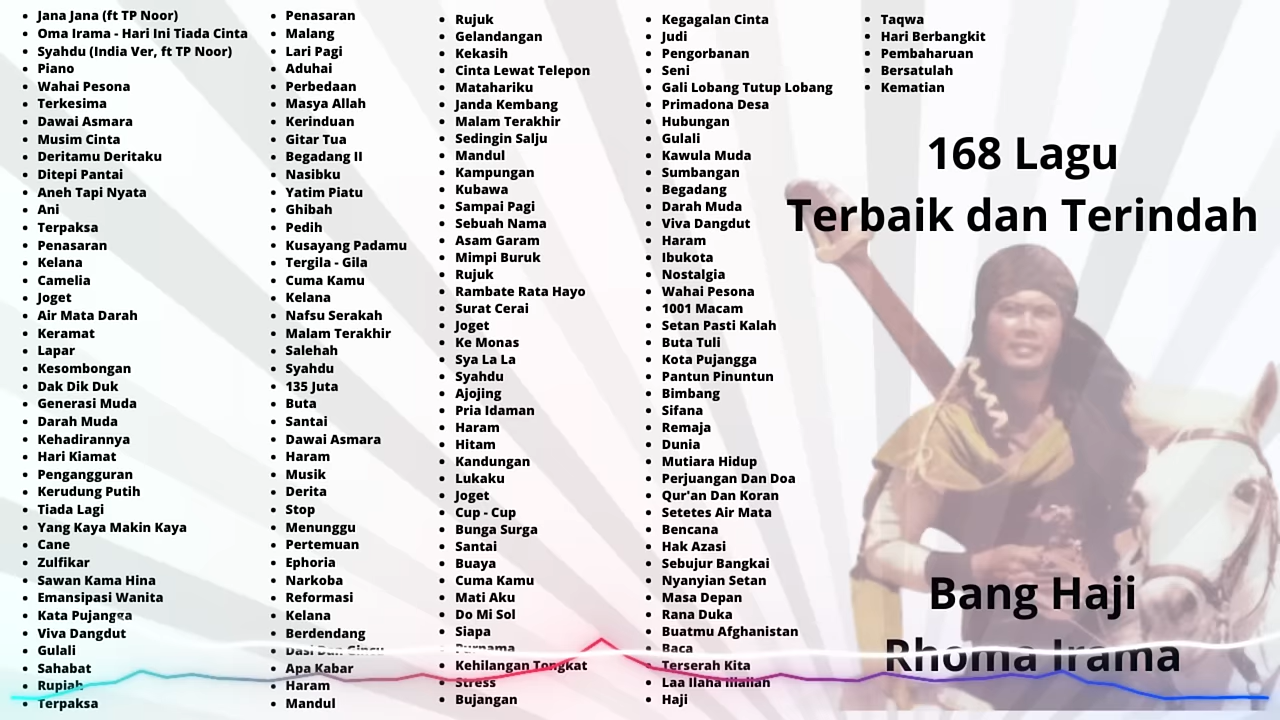 Jana Jana (ft TP Noor)
Oma Irama - Hari Ini Tiada Cinta
Syahdu (India Ver, ft TP Noor)
Piano
Wahai Pesona
Terkesima
Dawai Asmara
Musim Cinta
Deritamu Deritaku
Ditepi Pantai
Aneh Tapi Nyata
Ani
Terpaksa
Penasaran
Kelana
Camelia
Joget
Air Mata Darah
Keramat
Lapar
Kesombongan
Dak Dik Duk
Generasi Muda
Darah Muda
Kehadirannya
Hari Kiamat
Pengangguran
Kerudung Putih
Tiada Lagi
Yang Kaya Makin Kaya
Cane
Zulfikar
Sawan Kama Hina
Emansipasi Wanita
Kata Pujangga
Viva Dangdut
Gulali
Sahabat
Rupiah
Terpaksa
Penasaran
Malang
Lari Pagi
Aduhai
Perbedaan
Masya Allah
Kerinduan
Gitar Tua
Begadang II
Nasibku
Yatim Piatu
Ghibah
Pedih
Kusayang Padamu
Tergila - Gila
Cuma Kamu
Kelana
Nafsu Serakah
Malam Terakhir
Salehah
Syahdu
135 Juta
Buta
Santai
Dawai Asmara
Haram
Musik
Derita
Stop
Menunggu
Pertemuan
Ephoria
Narkoba
Reformasi
Kelana
Berdendang
Dasi Dan Gincu
Apa Kabar
Haram
Mandul
Rujuk
Gelandangan
Kekasih
Cinta Lewat Telepon
Matahariku
Janda Kembang
Malam Terakhir
Sedingin Salju
Mandul
Kampungan
Kubawa
Sampai Pagi
Sebuah Nama
Asam Garam
Mimpi Buruk
Rujuk
Rambate Rata Hayo
Surat Cerai
Joget
Ke Monas
Sya La La
Syahdu
Ajojing
Pria Idaman
Haram
Hitam
Kandungan
Lukaku
Joget
Cup - Cup
Bunga Surga
Santai
Buaya
Cuma Kamu
Mati Aku
Do Mi Sol
Siapa
Purnama
Kehilangan Tongkat
Stress
Bujangan
Kegagalan Cinta
Judi
Pengorbanan
Seni
Gali Lobang Tutup Lobang
Primadona Desa
Hubungan
Gulali
Kawula Muda
Sumbangan
Begadang
Darah Muda
Viva Dangdut
Haram
Ibukota
Nostalgia
Wahai Pesona
1001 Macam
Setan Pasti Kalah
Buta Tuli
Kota Pujangga
Pantun Pinuntun
Bimbang
Sifana
Remaja
Dunia
Mutiara Hidup
Perjuangan Dan Doa
Qur'an Dan Koran
Setetes Air Mata
Bencana
Hak Azasi
Sebujur Bangkai
Nyanyian Setan
Masa Depan
Rana Duka
Buatmu Afghanistan
Baca
Terserah Kita
Laa Ilaha Illallah
Haji
Taqwa
Hari Berbangkit
Pembaharuan
Bersatulah
Kematian
168 Lagu
Terbaik dan Terindah
Bang Haji
Rhoma Irama